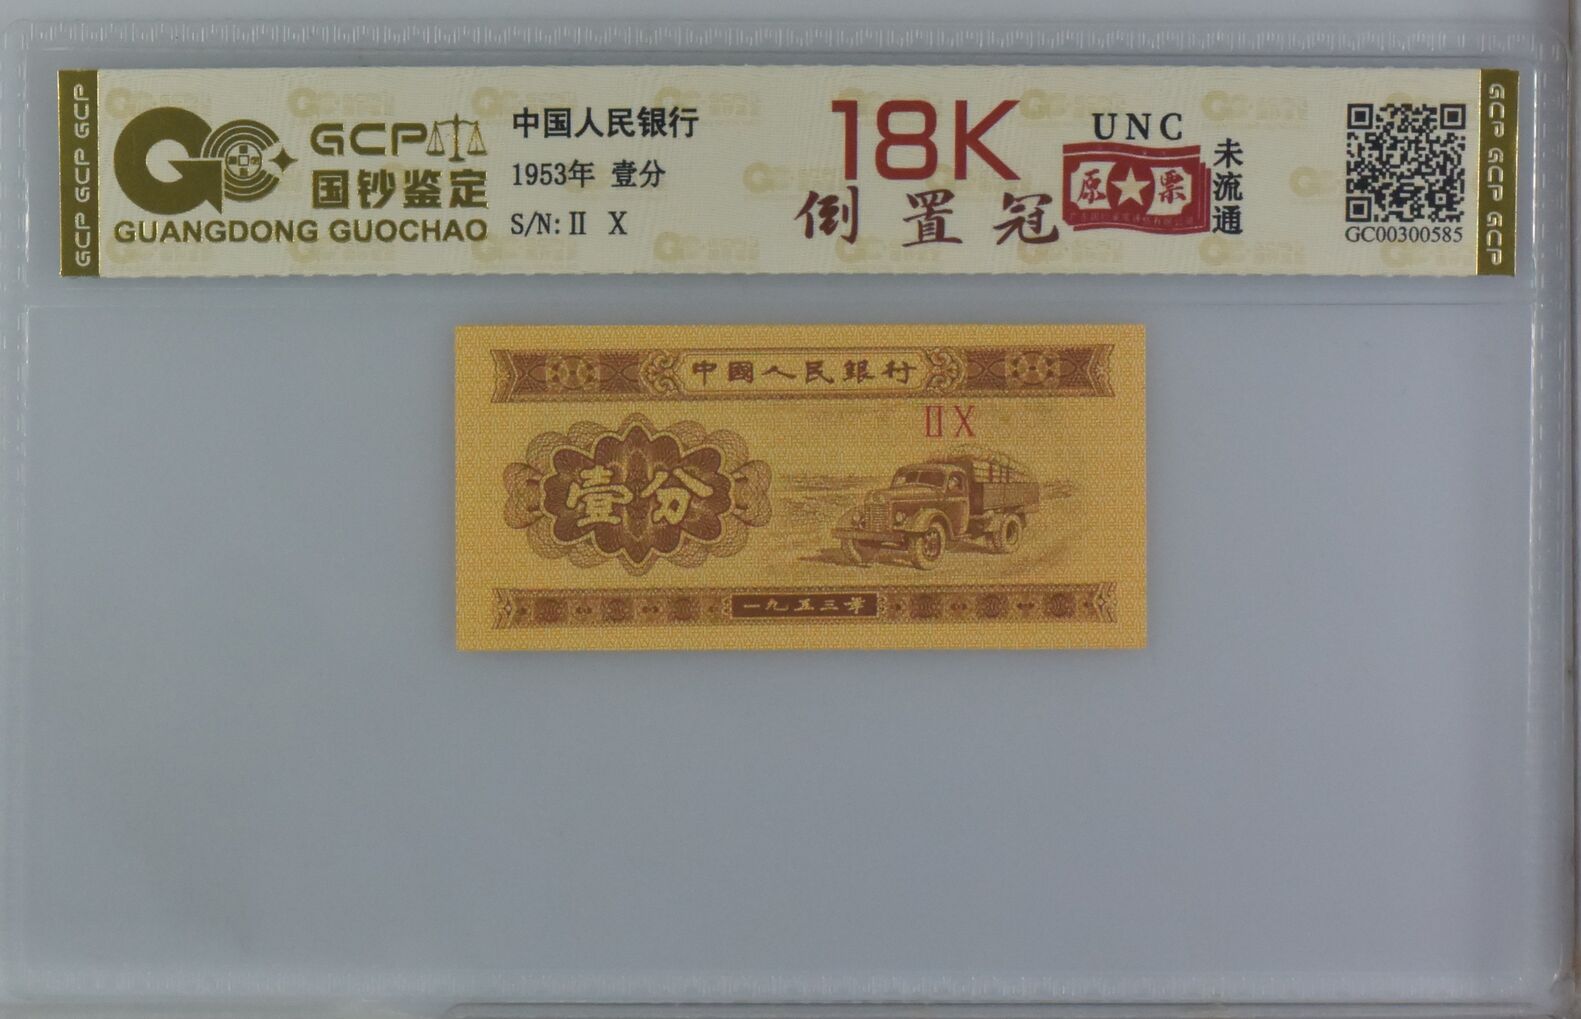 GCP GCP GCP
GCP
国钞鉴定
GUANGDONG GUOCHAO
中国人民银行
1953年 壹分
S/N: II X
18K
倒置冠
UNC
原★票
未流通
GC00300585
GCP GCP GCP
中國人民銀行
II X
壹分
一九五三年